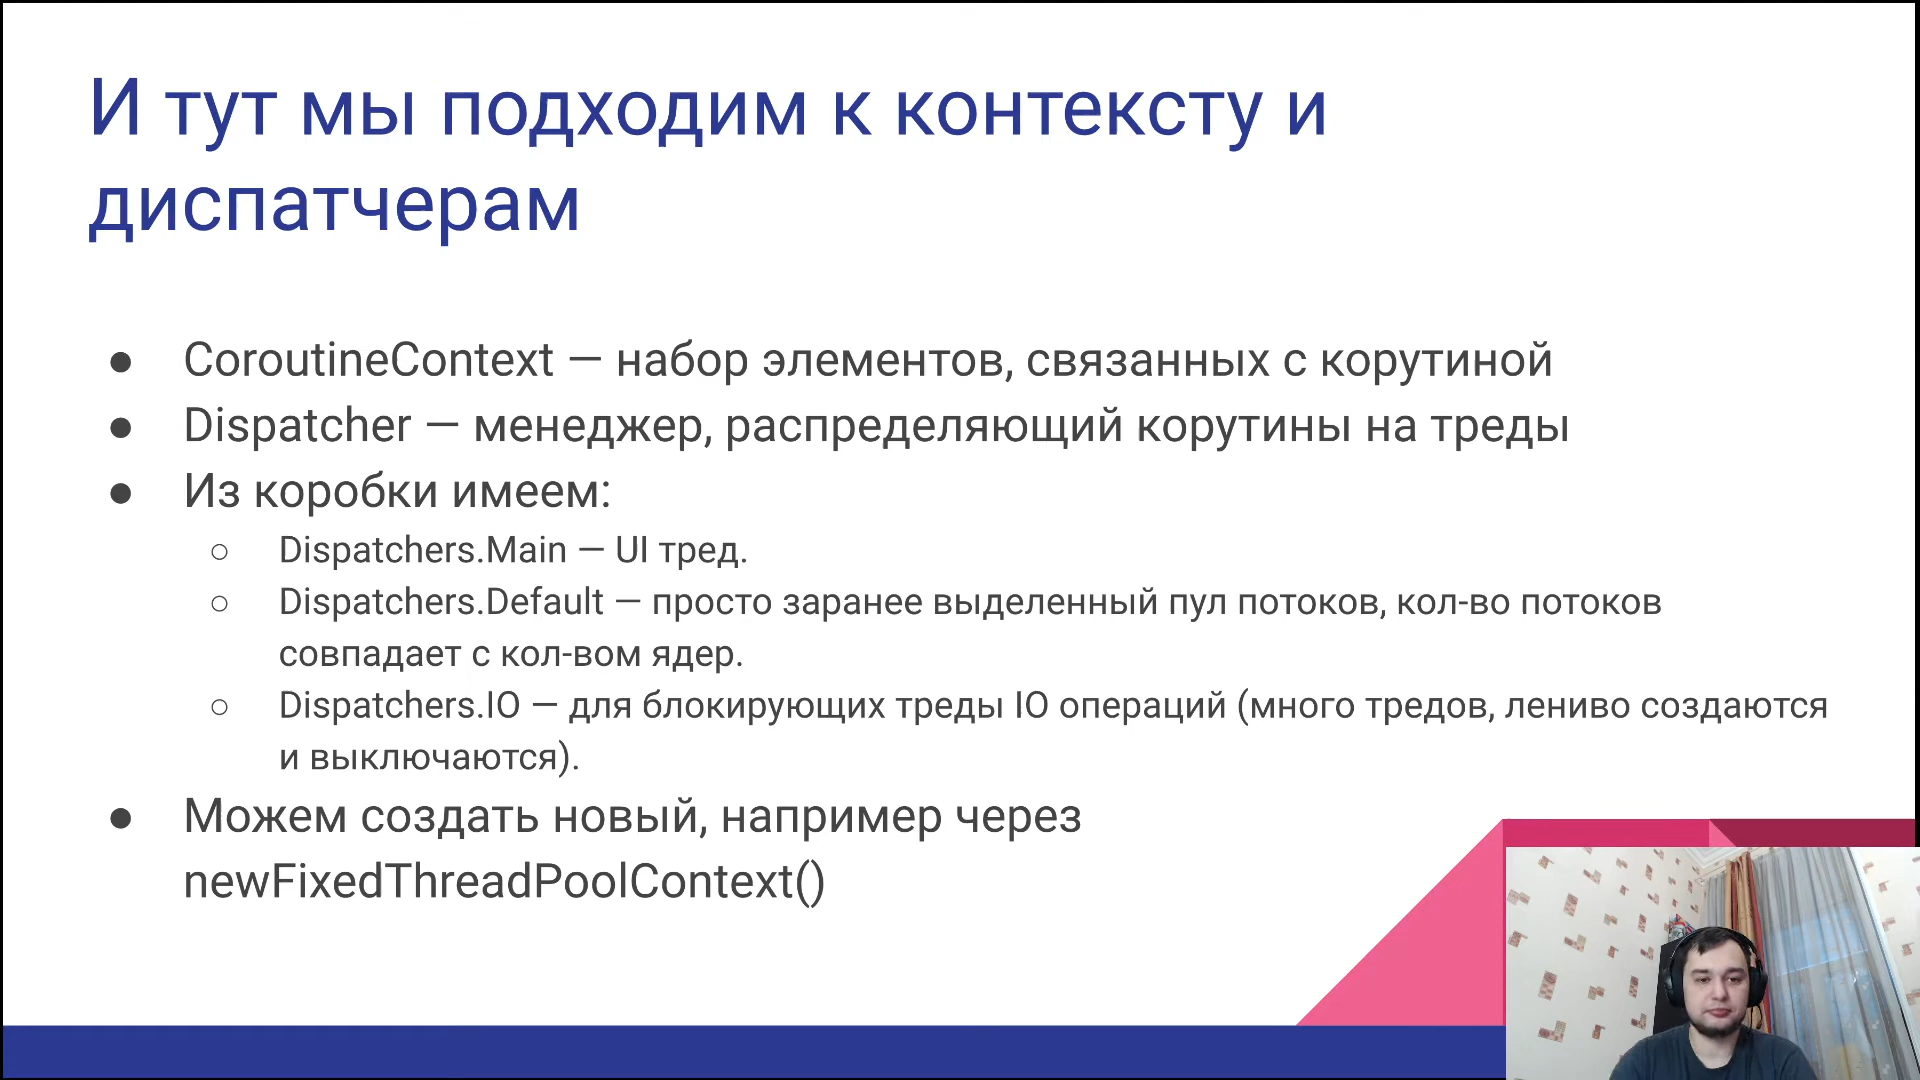 И тут мы подходим к контексту и
диспатчерам
● CoroutineContext — набор элементов, связанных с корутиной
● Dispatcher — менеджер, распределяющий корутины на треды
● Из коробки имеем:
○ Dispatchers.Main — UI тред.
○ Dispatchers.Default — просто заранее выделенный пул потоков, кол-во потоков
совпадает с кол-вом ядер.
○ Dispatchers.IO — для блокирующих треды IO операций (много тредов, лениво создаются
и выключаются).
● Можем создать новый, например через
newFixedThreadPoolContext()